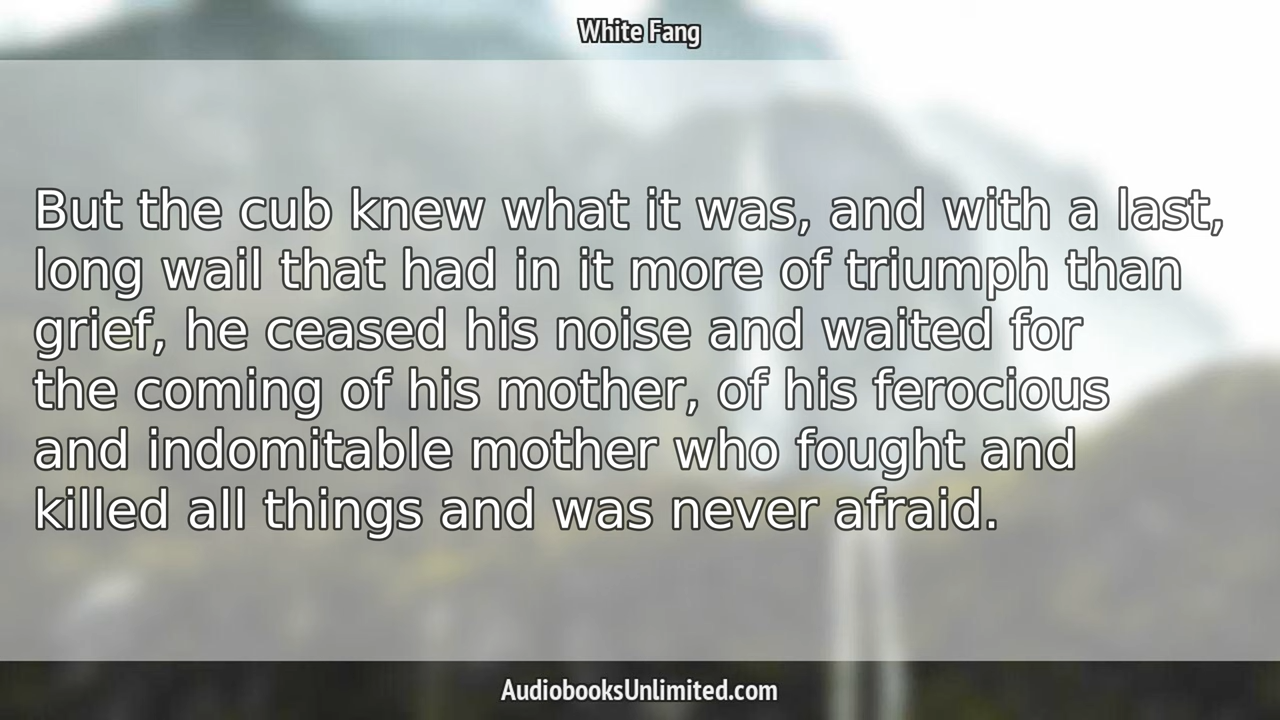 White Fang
But the cub knew what it was, and with a last,
long wail that had in it more of triumph than
grief, he ceased his noise and waited for
the coming of his mother, of his ferocious
and indomitable mother who fought and
killed all things and was never afraid.
AudiobooksUnlimited.com